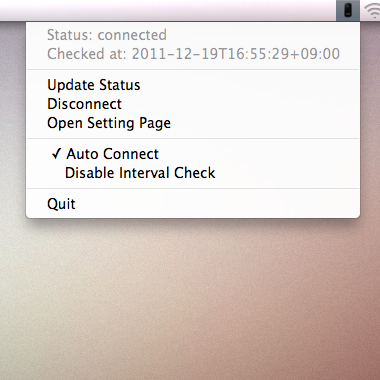 Status: connected
Checked at: 2011-12-19T16:55:29+09:00
Update Status
Disconnect
Open Setting Page
✓ Auto Connect
Disable Interval Check
Quit